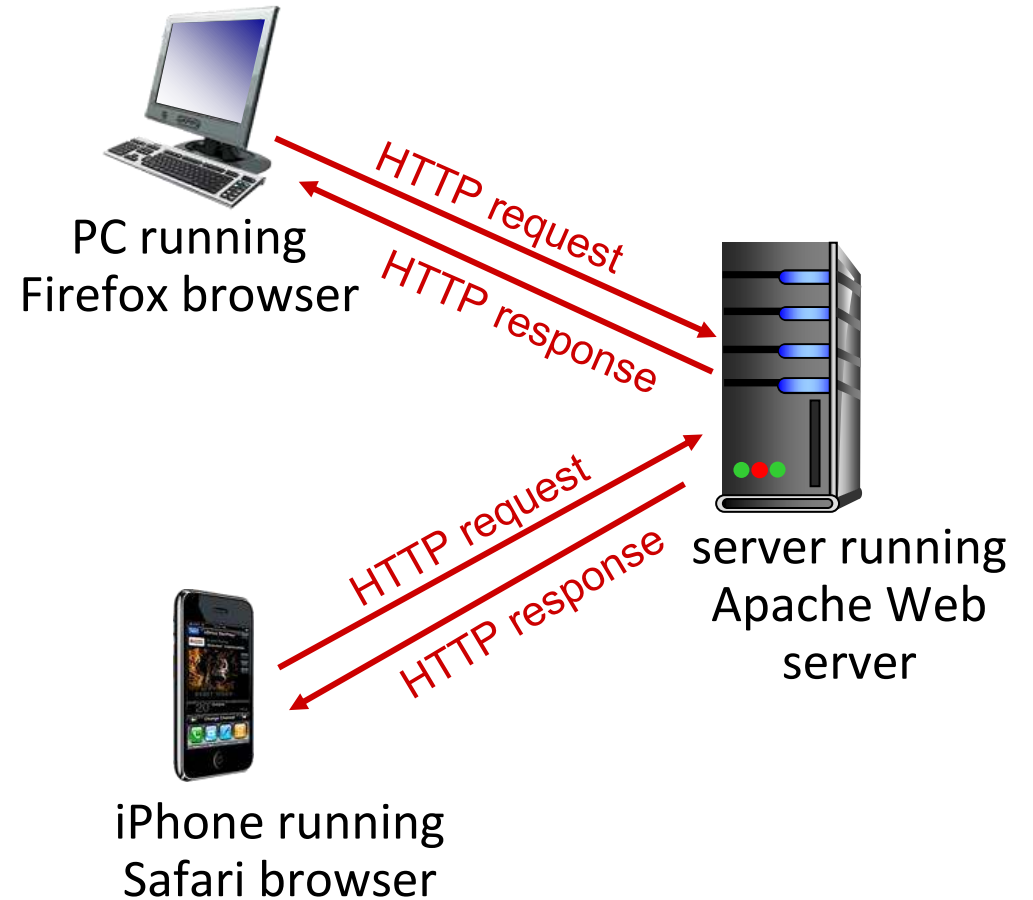 HTTP request
HTTP response
PC running
Firefox browser
HTTP request
HTTP response
server running
Apache Web
server
iPhone running
Safari browser